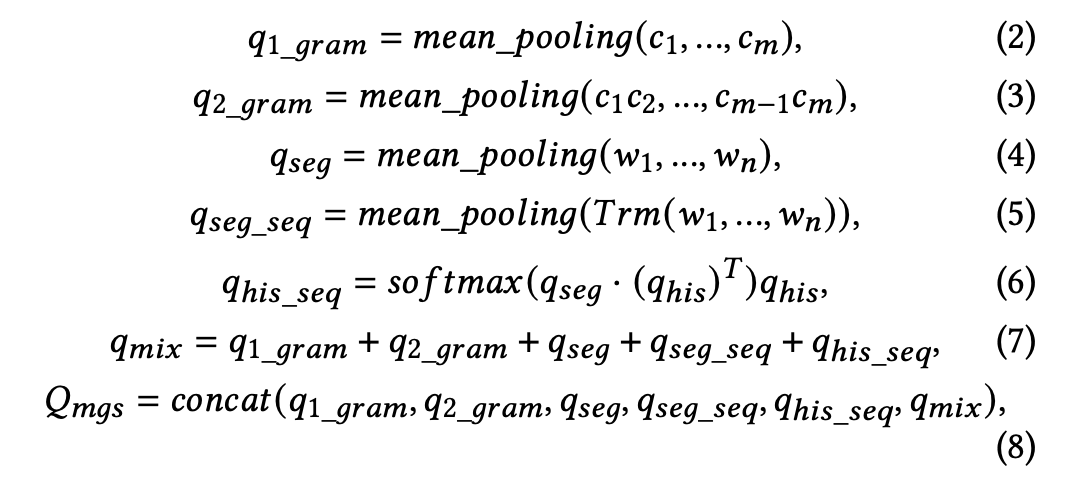 q_{1_gram} = mean_pooling(c_1, ..., c_m), (2)
q_{2_gram} = mean_pooling(c_1c_2, ..., c_{m−1}c_m), (3)
q_{seg} = mean_pooling(w_1, ..., w_n), (4)
q_{seg_seq} = mean_pooling(Trm(w_1, ..., w_n)), (5)
q_{his_seq} = softmax(q_{seg} · (q_{his})^T)q_{his}, (6)
q_{mix} = q_{1_gram} + q_{2_gram} + q_{seg} + q_{seg_seq} + q_{his_seq}, (7)
Q_{mgs} = concat(q_{1_gram}, q_{2_gram}, q_{seg}, q_{seg_seq}, q_{his_seq}, q_{mix}),
(8)